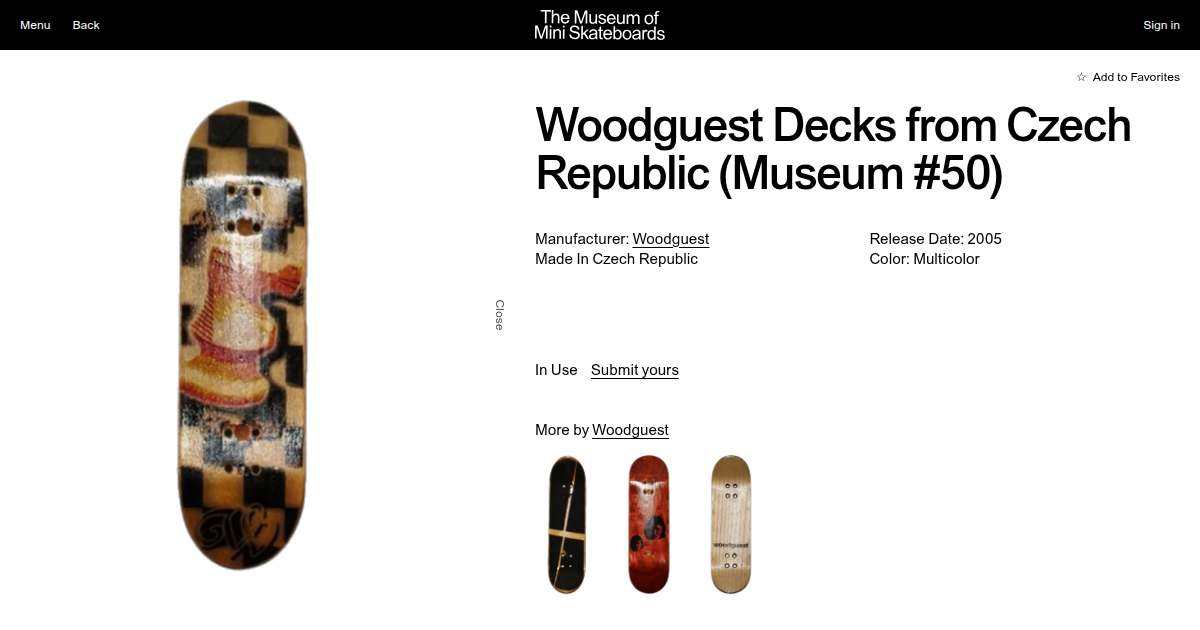 Menu
Back
The Museum of
Mini Skateboards
Sign in
☆ Add to Favorites
Woodguest Decks from Czech
Republic (Museum #50)
Manufacturer: Woodguest
Made In Czech Republic
Release Date: 2005
Color: Multicolor
Close
In Use
Submit yours
More by Woodguest
woodguest